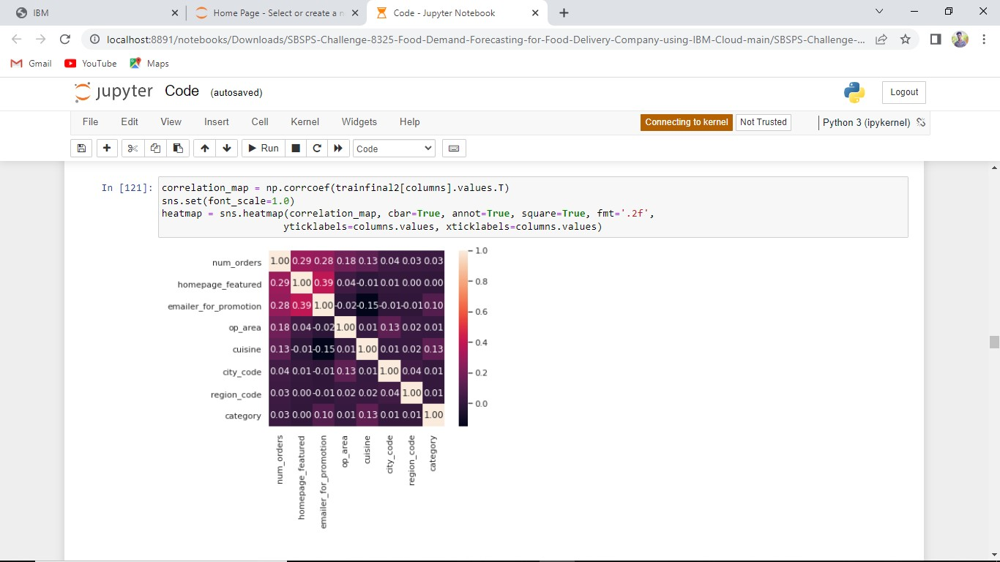 IBM
Home Page - Select or create a n
Code - Jupyter Notebook
localhost:8891/notebooks/Downloads/SBSPS-Challenge-8325-Food-Demand-Forecasting-for-Food-Delivery-Company-using-IBM-Cloud-main/SBSPS-Challenge-...
Gmail YouTube Maps
jupyter Code (autosaved) Logout
File Edit View Insert Cell Kernel Widgets Help Connecting to kernel Not Trusted Python 3 (ipykernel)
Run Code
In [121]: correlation_map = np.corrcoef(trainfinal2[columns].values.T)
sns.set(font_scale=1.0)
heatmap = sns.heatmap(correlation_map, cbar=True, annot=True, square=True, fmt='.2f',
yticklabels=columns.values, xticklabels=columns.values)
num_orders 1.00 0.29 0.28 0.18 0.13 0.04 0.03 0.03
homepage_featured 0.29 1.00 0.39 0.04 -0.01 0.01 0.00 0.00
emailer_for_promotion 0.28 0.39 1.00 -0.02 -0.15 -0.01 -0.01 0.10
op_area 0.18 0.04 -0.02 1.00 0.01 0.13 0.02 0.01
cuisine 0.13 -0.01 -0.15 0.01 1.00 0.01 0.02 0.13
city_code 0.04 0.01 -0.01 0.13 0.01 1.00 0.04 0.01
region_code 0.03 0.00 -0.01 0.02 0.02 0.04 1.00 0.01
category 0.03 0.00 0.10 0.01 0.13 0.01 0.01 1.00
1.0
0.8
0.6
0.4
0.2
0.0
num_orders
homepage_featured
emailer_for_promotion
op_area
cuisine
city_code
region_code
category